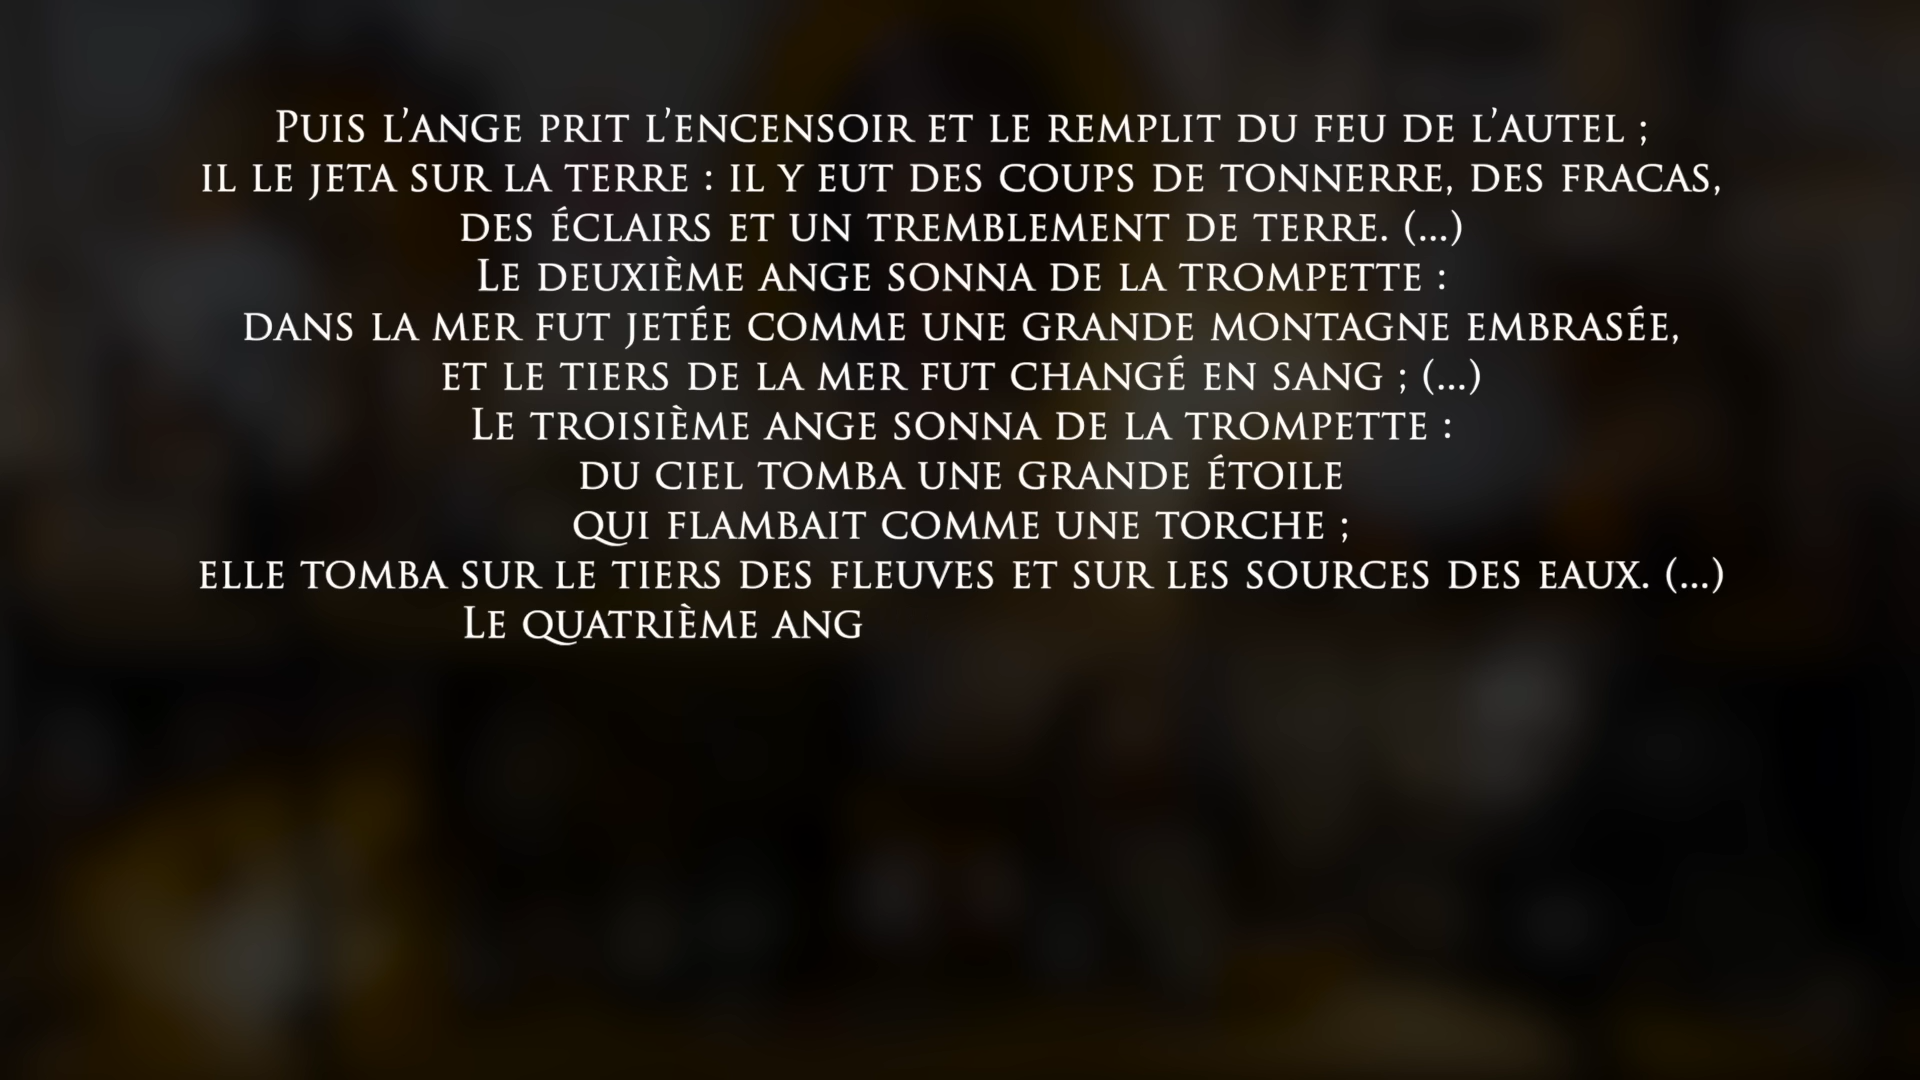 Puis l’ange prit l’encensoir et le remplit du feu de l’autel ;
il le jeta sur la terre : il y eut des coups de tonnerre, des fracas,
des éclairs et un tremblement de terre. (...)
Le deuxième ange sonna de la trompette :
dans la mer fut jetée comme une grande montagne embrasée,
et le tiers de la mer fut changé en sang ; (...)
Le troisième ange sonna de la trompette :
du ciel tomba une grande étoile
qui flambait comme une torche ;
elle tomba sur le tiers des fleuves et sur les sources des eaux. (...)
Le quatrième ang